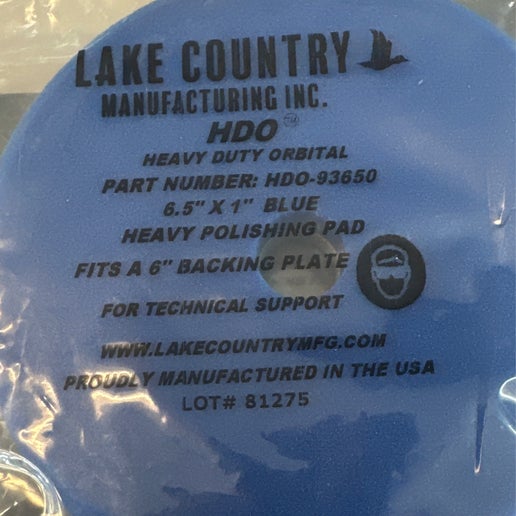 LAKE COUNTRY
MANUFACTURING INC.
HDO™
HEAVY DUTY ORBITAL
PART NUMBER: HDO-93650
6.5" X 1" BLUE
HEAVY POLISHING PAD
FITS A 6" BACKING PLATE
FOR TECHNICAL SUPPORT
WWW.LAKECOUNTRYMFG.COM
PROUDLY MANUFACTURED IN THE USA
LOT# 81275